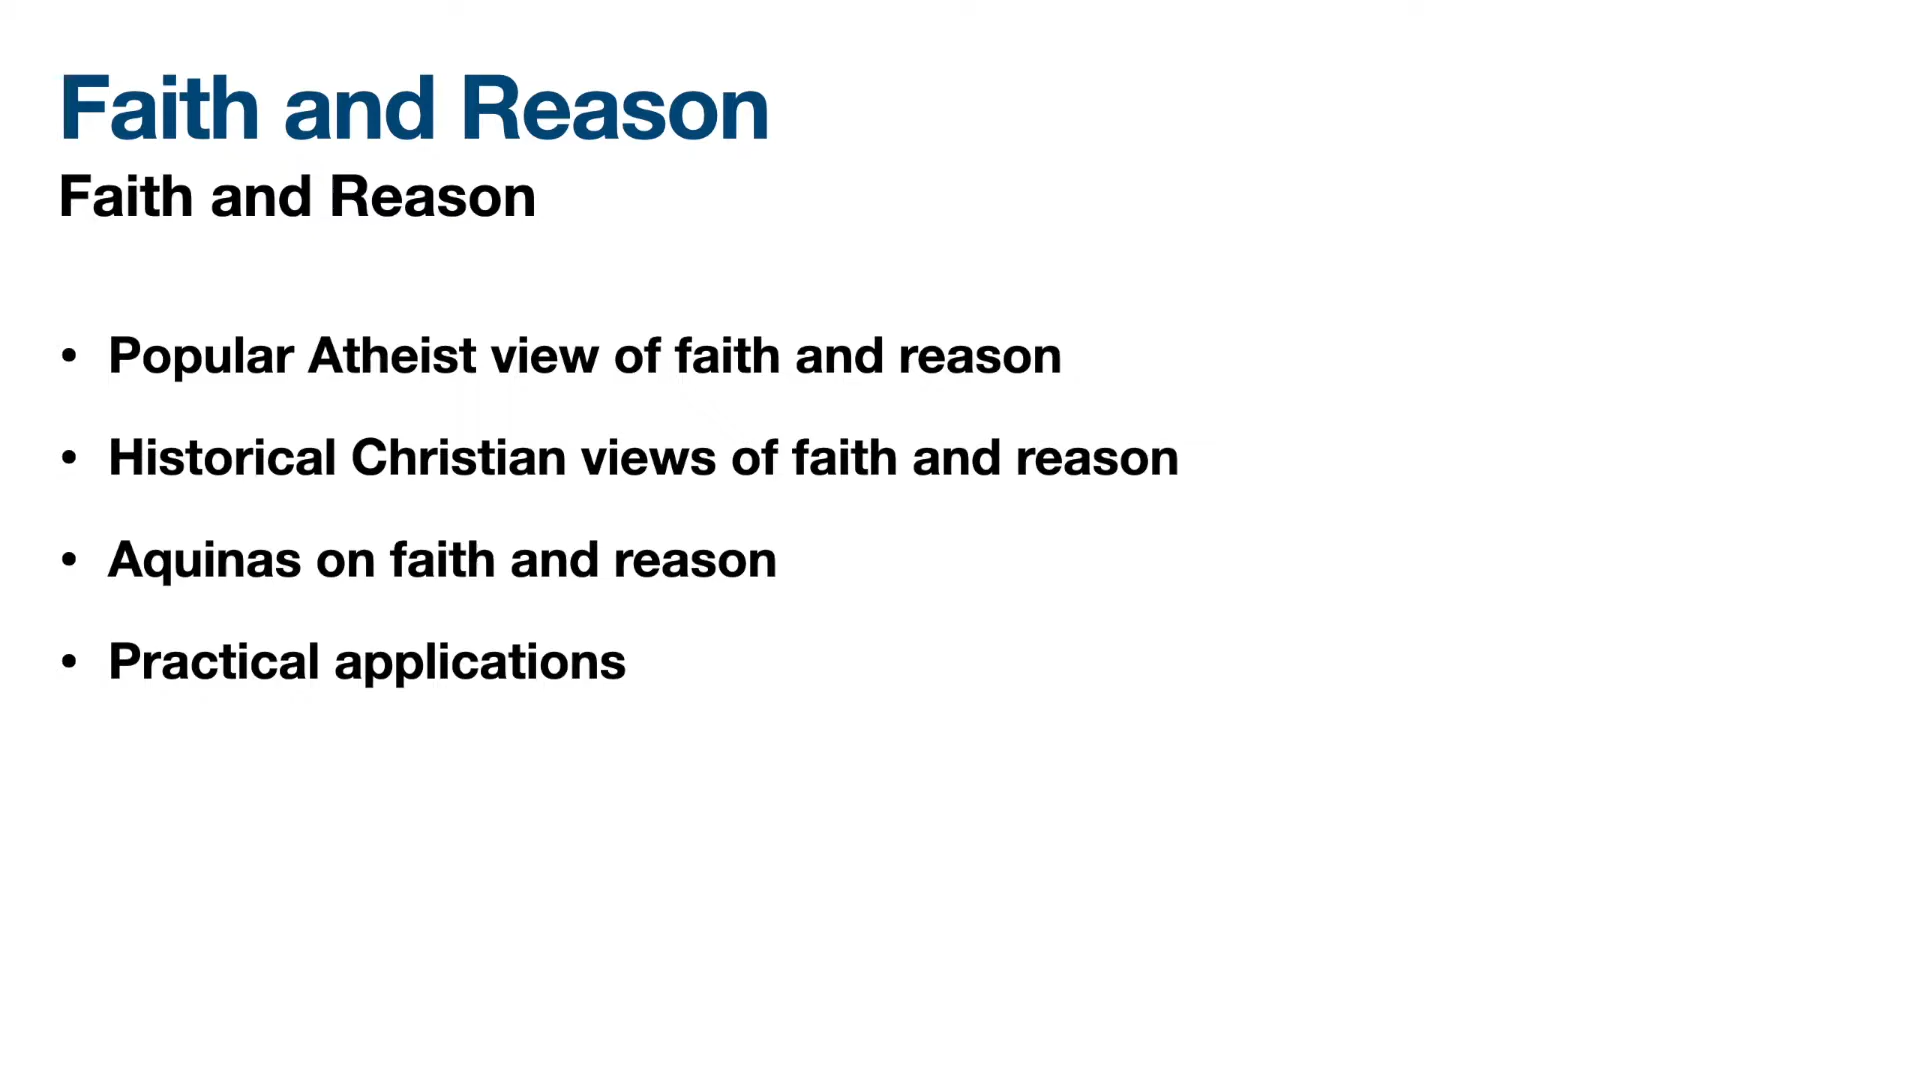 Faith and Reason
Faith and Reason
• Popular Atheist view of faith and reason
• Historical Christian views of faith and reason
• Aquinas on faith and reason
• Practical applications